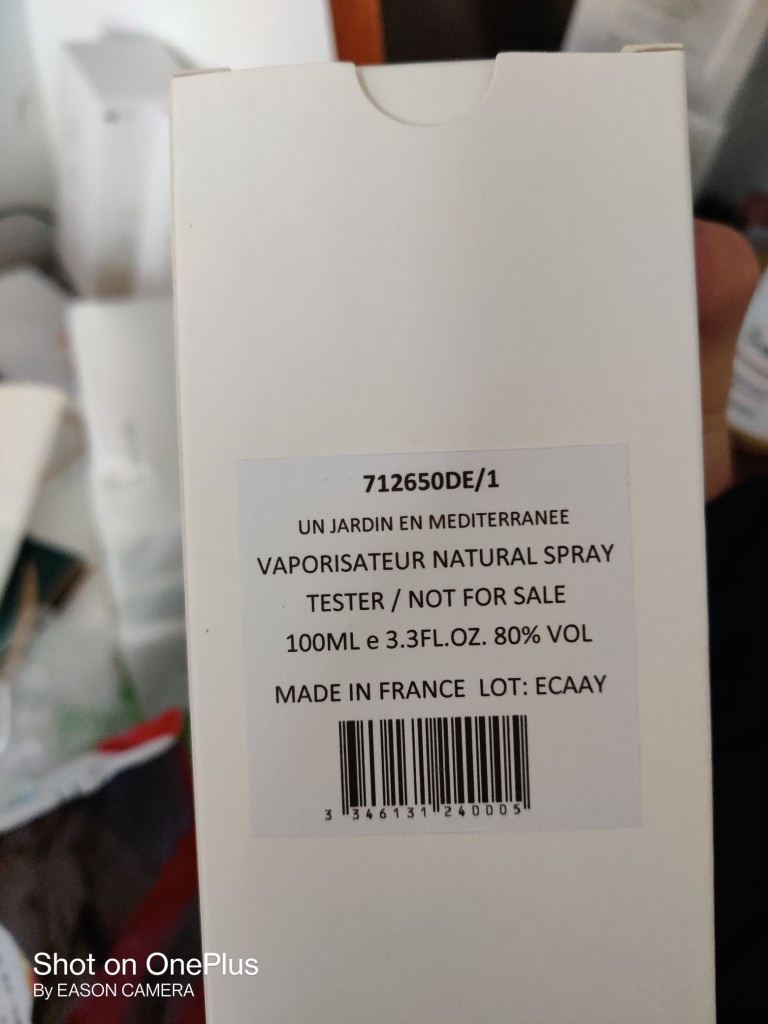 712650DE/1
UN JARDIN EN MEDITERRANEE
VAPORISATEUR NATURAL SPRAY
TESTER / NOT FOR SALE
100ML e 3.3FL.OZ. 80% VOL
MADE IN FRANCE LOT: ECAAY
3 346131 240005
Shot on OnePlus
By EASON CAMERA